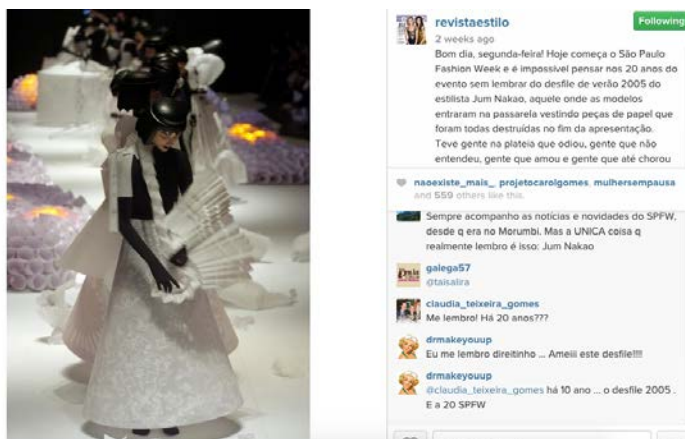 revistaestilo
Following
2 weeks ago
Bom dia, segunda-feira! Hoje começa o São Paulo
Fashion Week e é impossível pensar nos 20 anos do
evento sem lembrar do desfile de verão 2005 do
estilista Jum Nakao, aquele onde as modelos
entraram na passarela vestindo peças de papel que
foram todas destruídas no fim da apresentação.
Teve gente na plateia que odiou, gente que não
entendeu, gente que amou e gente que até chorou
naoexiste_mais_, projetocarolgomes, mulhersempausa
and 559 others like this.
Sempre acompanho as notícias e novidades do SPFW,
desde q era no Morumbi. Mas a UNICA coisa q
realmente lembro é isso: Jum Nakao
galega57
@taisalira
claudia_teixeira_gomes
Me lembro! Há 20 anos???
drmakeyouup
Eu me lembro direitinho ... Ameiii este desfile!!!!
drmakeyouup
@claudia_teixeira_gomes há 10 ano ... o desfile 2005 .
E a 20 SPFW